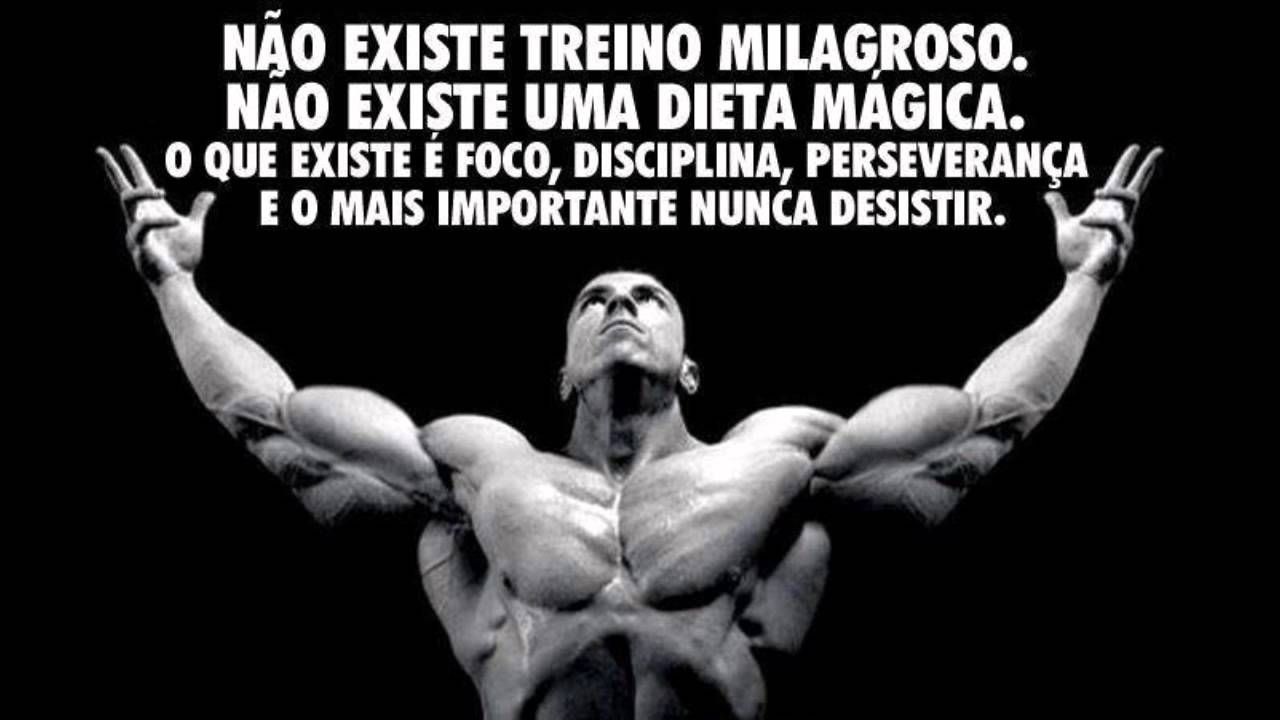 NÃO EXISTE TREINO MILAGROSO.
NÃO EXISTE UMA DIETA MÁGICA.
O QUE EXISTE É FOCO, DISCIPLINA, PERSEVERANÇA
E O MAIS IMPORTANTE NUNCA DESISTIR.